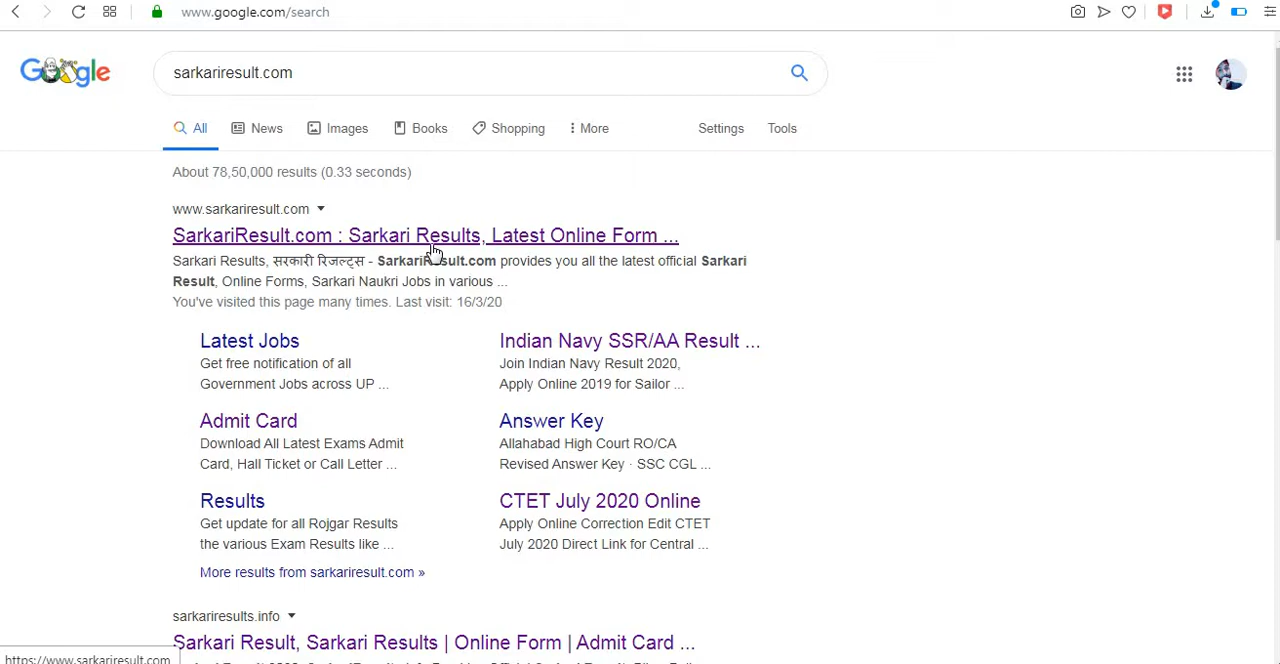 www.google.com/search
Google
sarkariresult.com
All News Images Books Shopping More Settings Tools
About 78,50,000 results (0.33 seconds)
www.sarkariresult.com
SarkariResult.com : Sarkari Results, Latest Online Form ...
Sarkari Results, सरकारी रिजल्ट्स - SarkariResult.com provides you all the latest official Sarkari
Result, Online Forms, Sarkari Naukri Jobs in various ...
You've visited this page many times. Last visit: 16/3/20
Latest Jobs
Get free notification of all
Government Jobs across UP ...
Indian Navy SSR/AA Result ...
Join Indian Navy Result 2020,
Apply Online 2019 for Sailor ...
Admit Card
Download All Latest Exams Admit
Card, Hall Ticket or Call Letter ...
Answer Key
Allahabad High Court RO/CA
Revised Answer Key · SSC CGL ...
Results
Get update for all Rojgar Results
the various Exam Results like ...
CTET July 2020 Online
Apply Online Correction Edit CTET
July 2020 Direct Link for Central ...
More results from sarkariresult.com »
sarkariresults.info
Sarkari Result, Sarkari Results | Online Form | Admit Card ...
https://www.sarkariresult.com